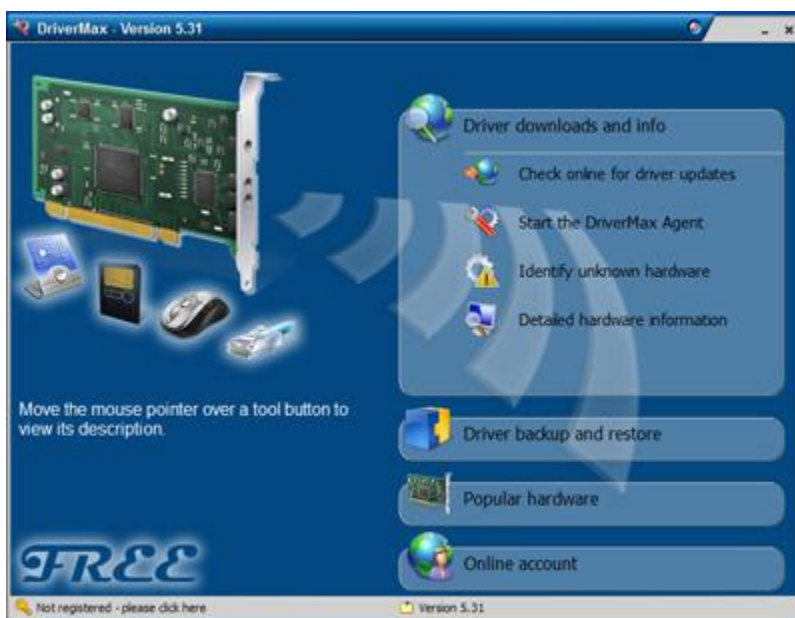 DriverMax - Version 5.31
Driver downloads and info
Check online for driver updates
Start the DriverMax Agent
Identify unknown hardware
Detailed hardware information
Move the mouse pointer over a tool button to
view its description.
Driver backup and restore
Popular hardware
Online account
FREE
Not registered - please click here
Version 5.31